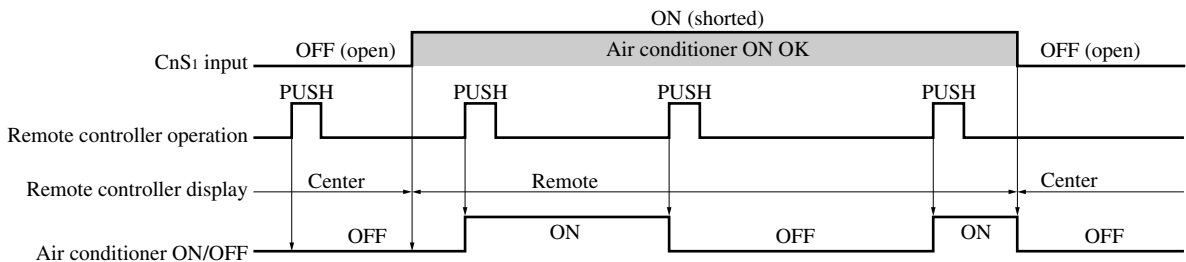 ON (shorted)
CnS1 input OFF (open) Air conditioner ON OK OFF (open)
PUSH PUSH PUSH PUSH
Remote controller operation
Remote controller display Center Remote Center
Air conditioner ON/OFF OFF ON OFF ON OFF